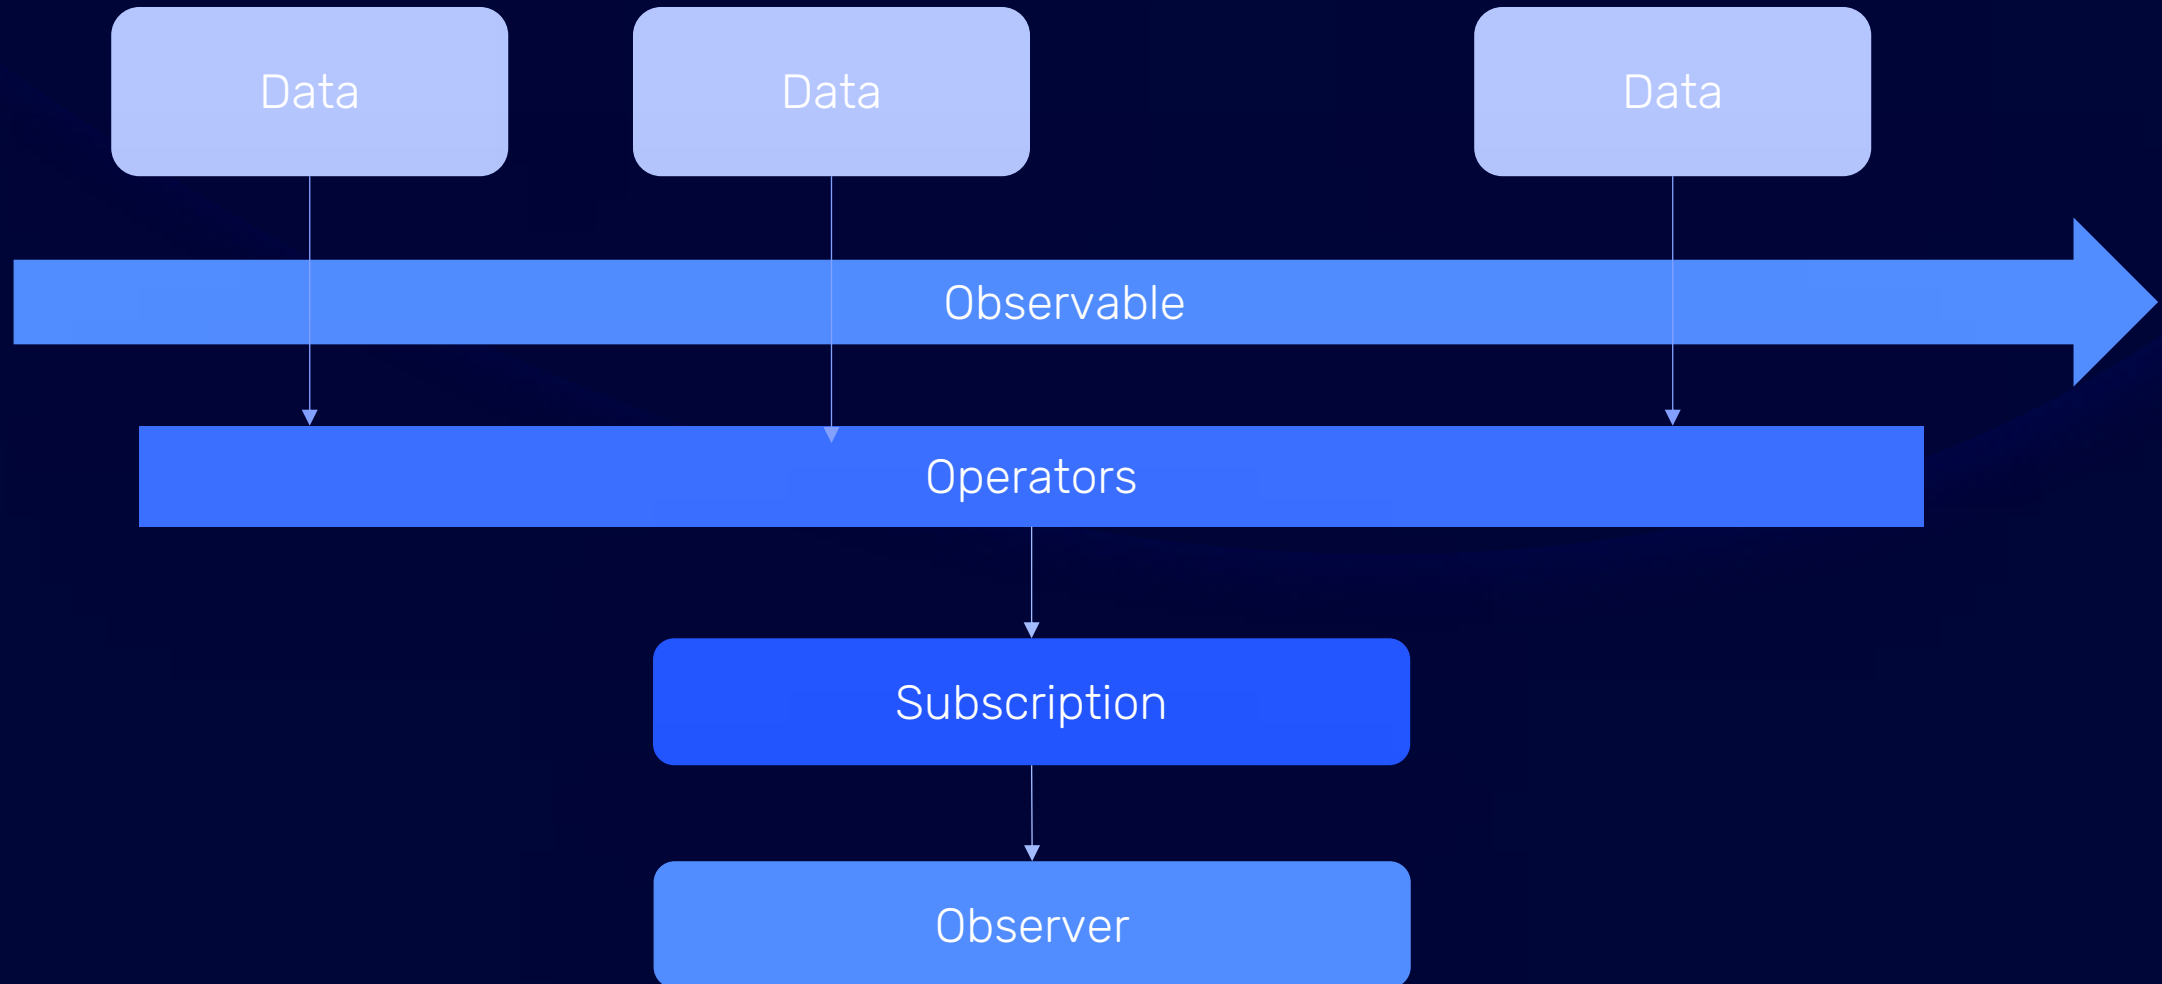 Data
Data
Data
Observable
Operators
Subscription
Observer